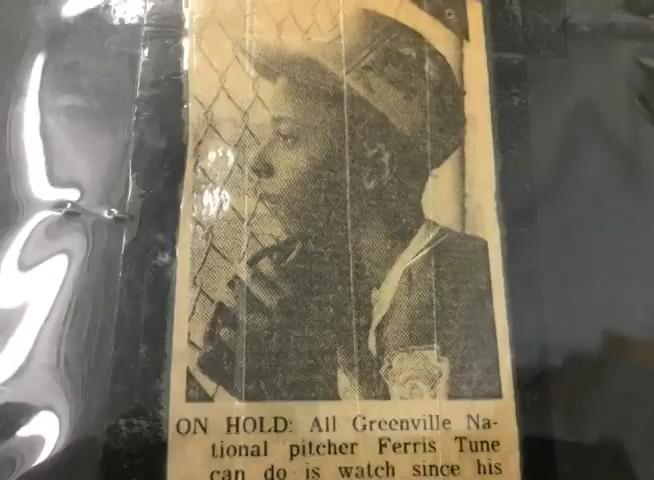 ON HOLD: All Greenville Na-
tional pitcher Ferris Tune
can do is watch since his